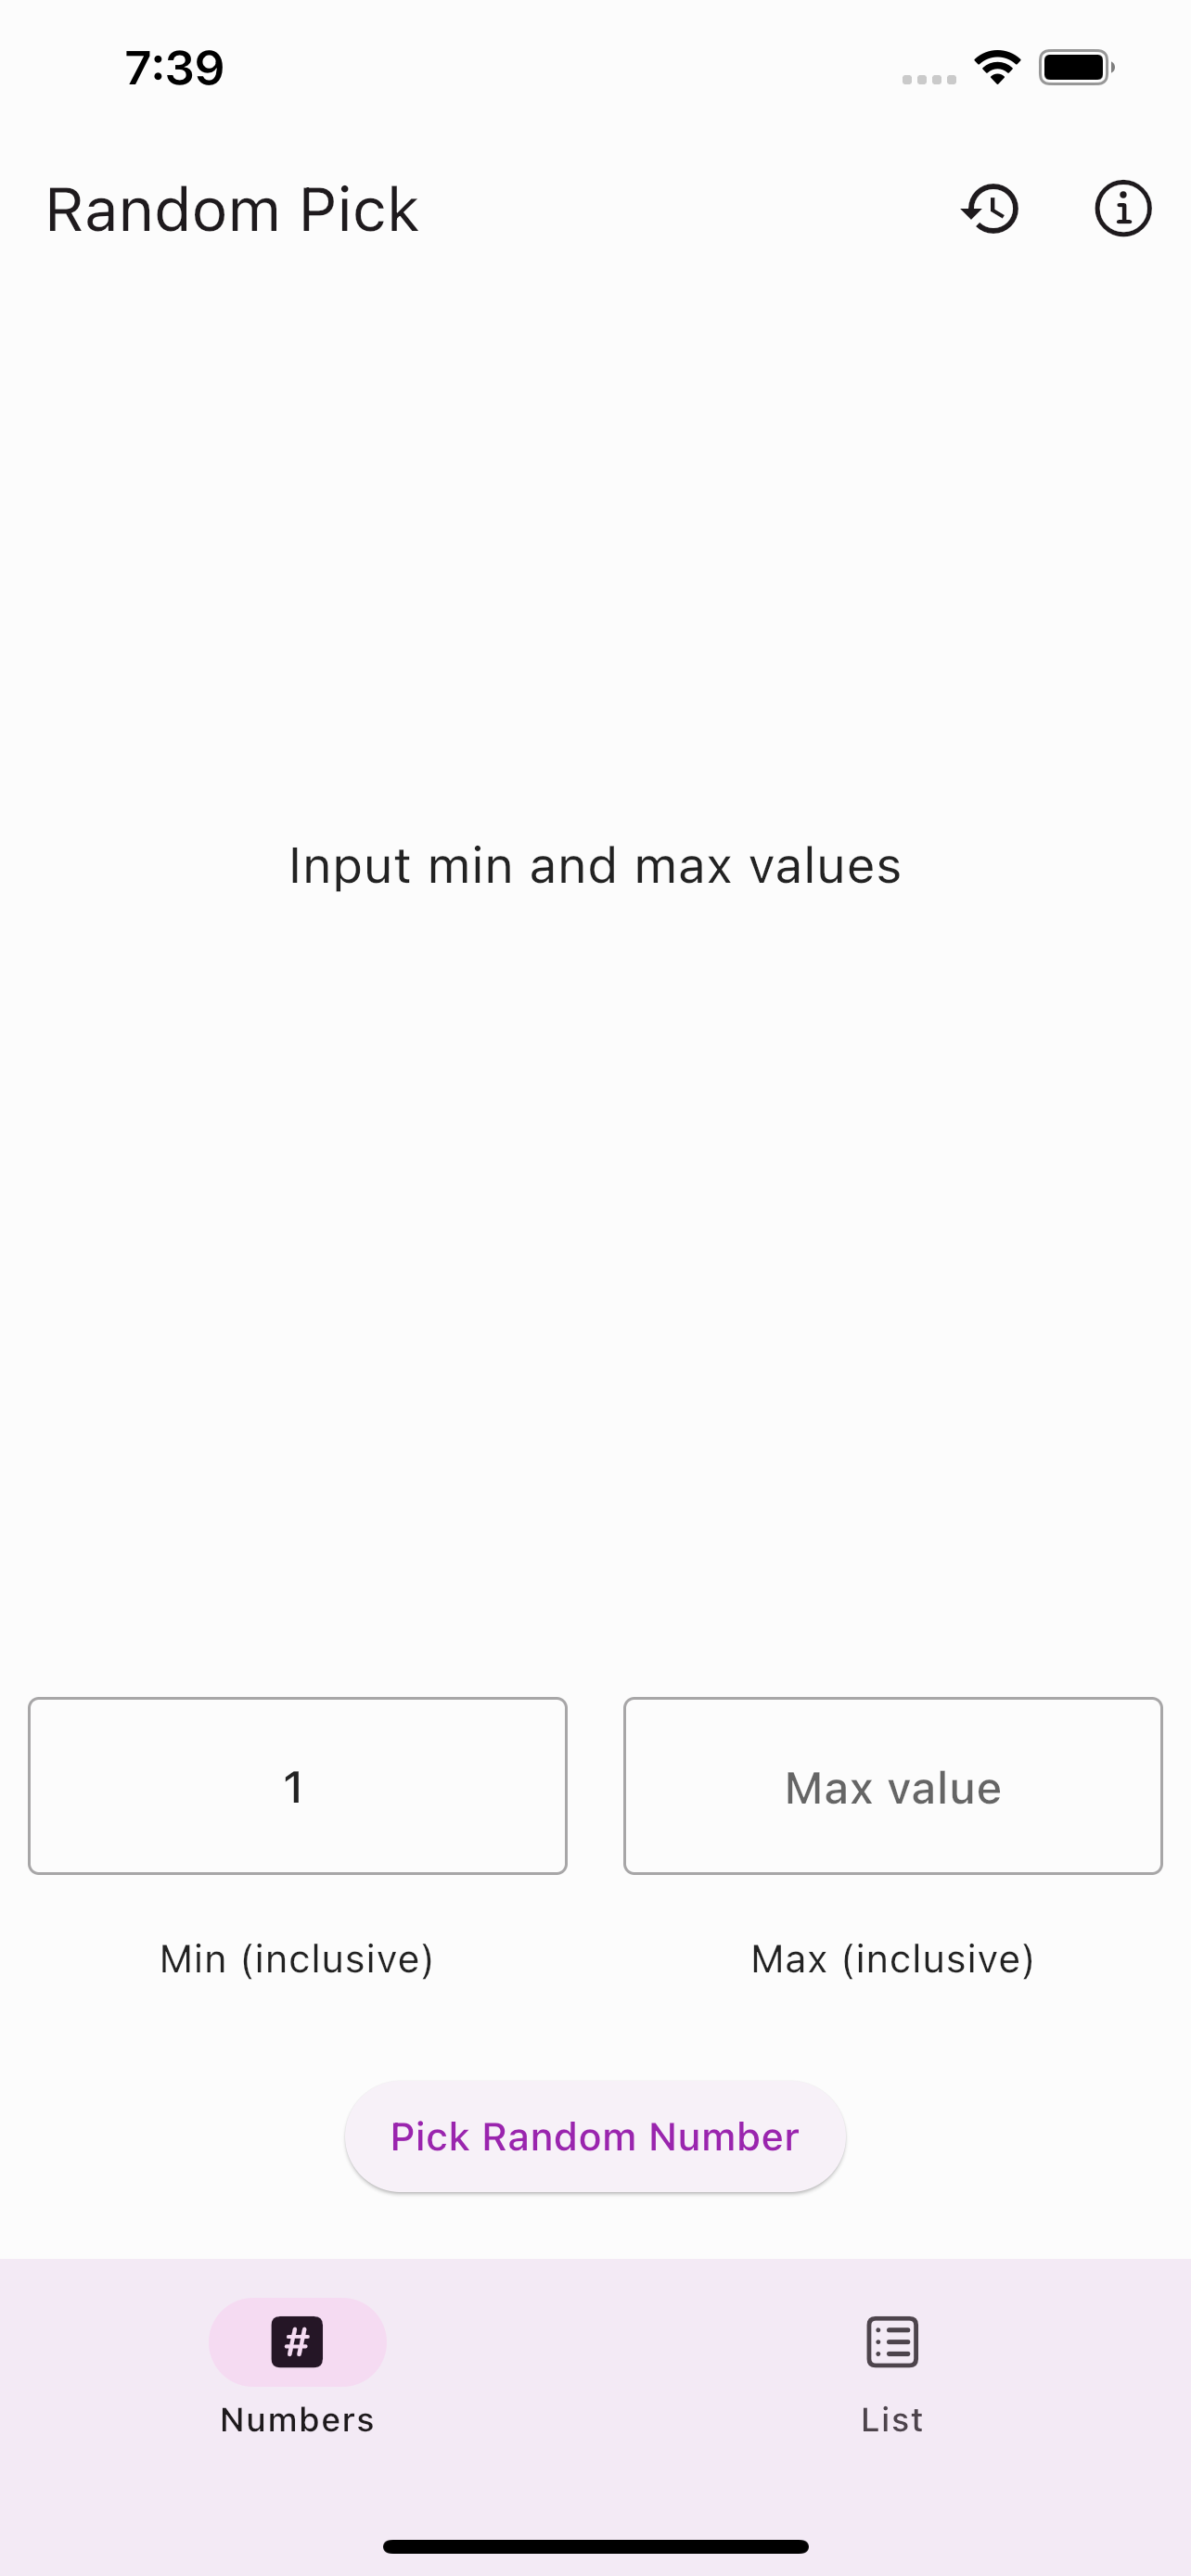 7:39
Random Pick
Input min and max values
1
Max value
Min (inclusive)
Max (inclusive)
Pick Random Number
#
Numbers
List